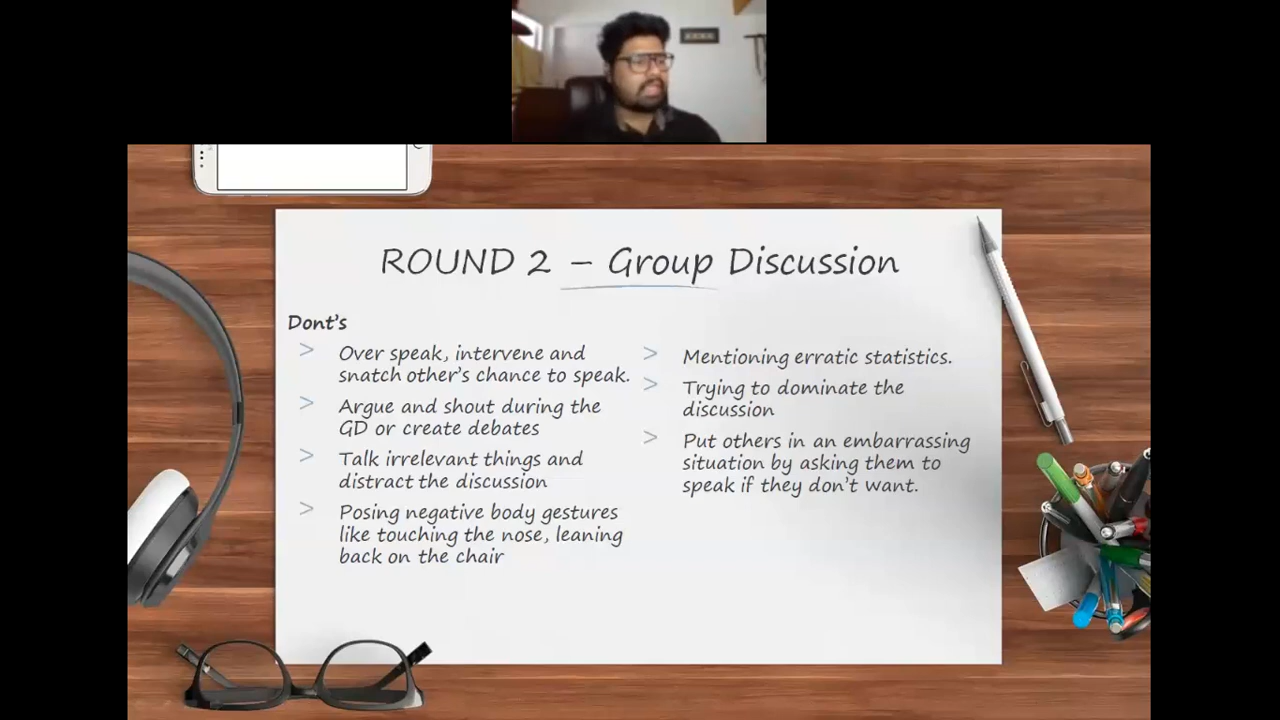 ROUND 2 – Group Discussion
Dont's
> Over speak, intervene and
snatch other's chance to speak.
> Argue and shout during the
GD or create debates
> Talk irrelevant things and
distract the discussion
> Posing negative body gestures
like touching the nose, leaning
back on the chair
> Mentioning erratic statistics.
> Trying to dominate the
discussion
> Put others in an embarrassing
situation by asking them to
speak if they don't want.